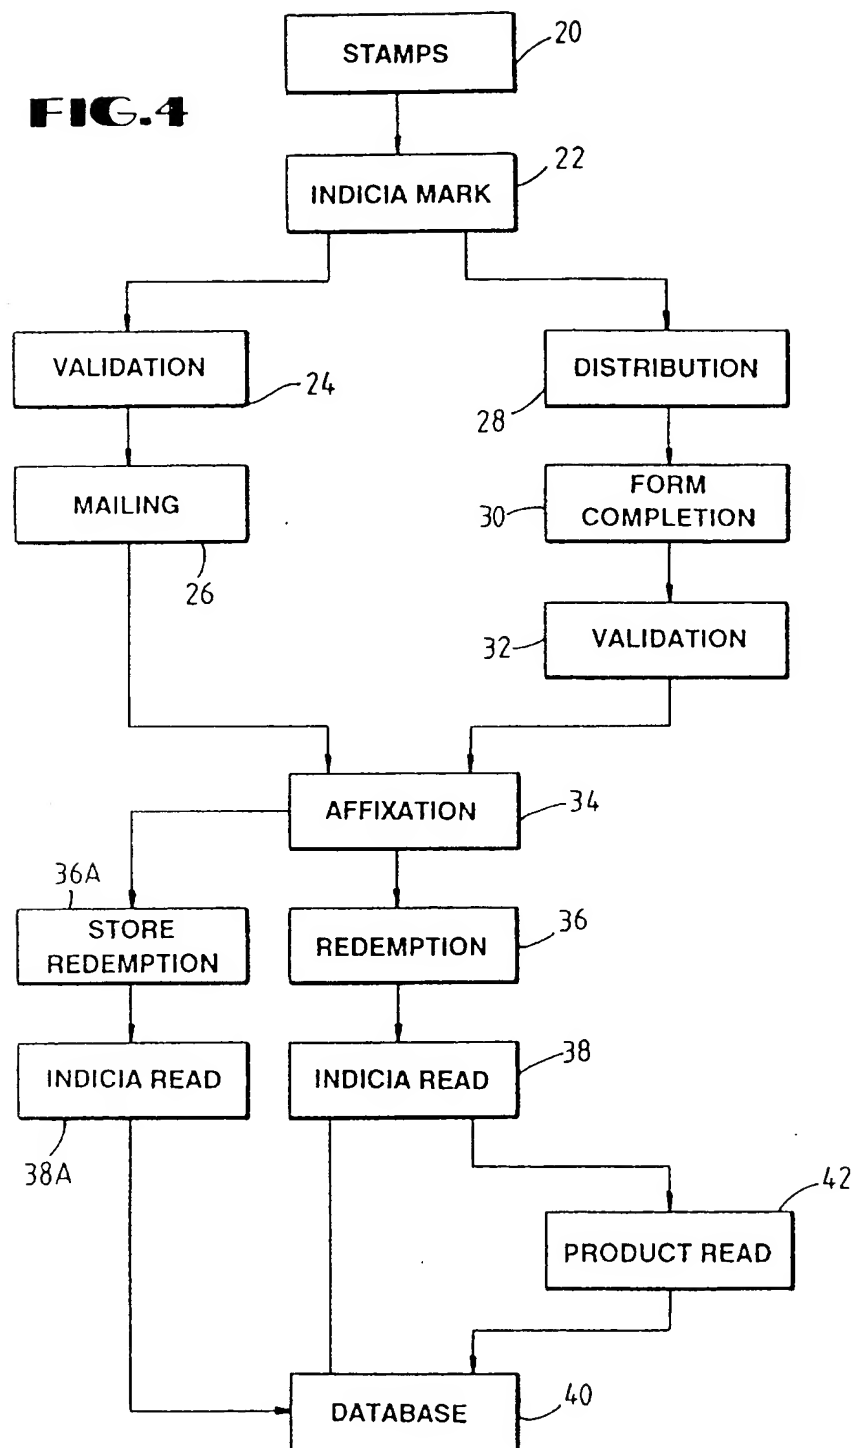 FIG.4
STAMPS
20
INDICIA MARK
22
VALIDATION
24
DISTRIBUTION
28
MAILING
26
FORM
COMPLETION
30
VALIDATION
32
AFFIXATION
34
36A
STORE
REDEMPTION
REDEMPTION
36
INDICIA READ
38A
INDICIA READ
38
PRODUCT READ
42
DATABASE
40